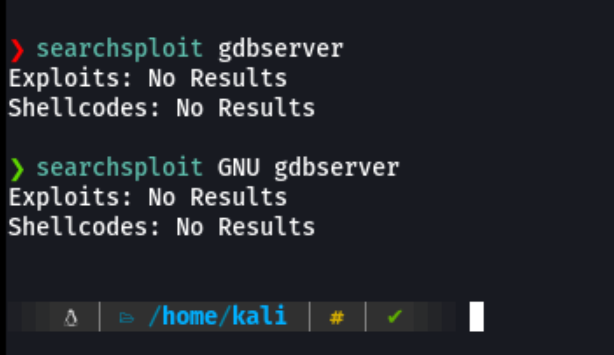 ❯ searchsploit gdbserver
Exploits: No Results
Shellcodes: No Results
❯ searchsploit GNU gdbserver
Exploits: No Results
Shellcodes: No Results
/home/kali | # | ✔